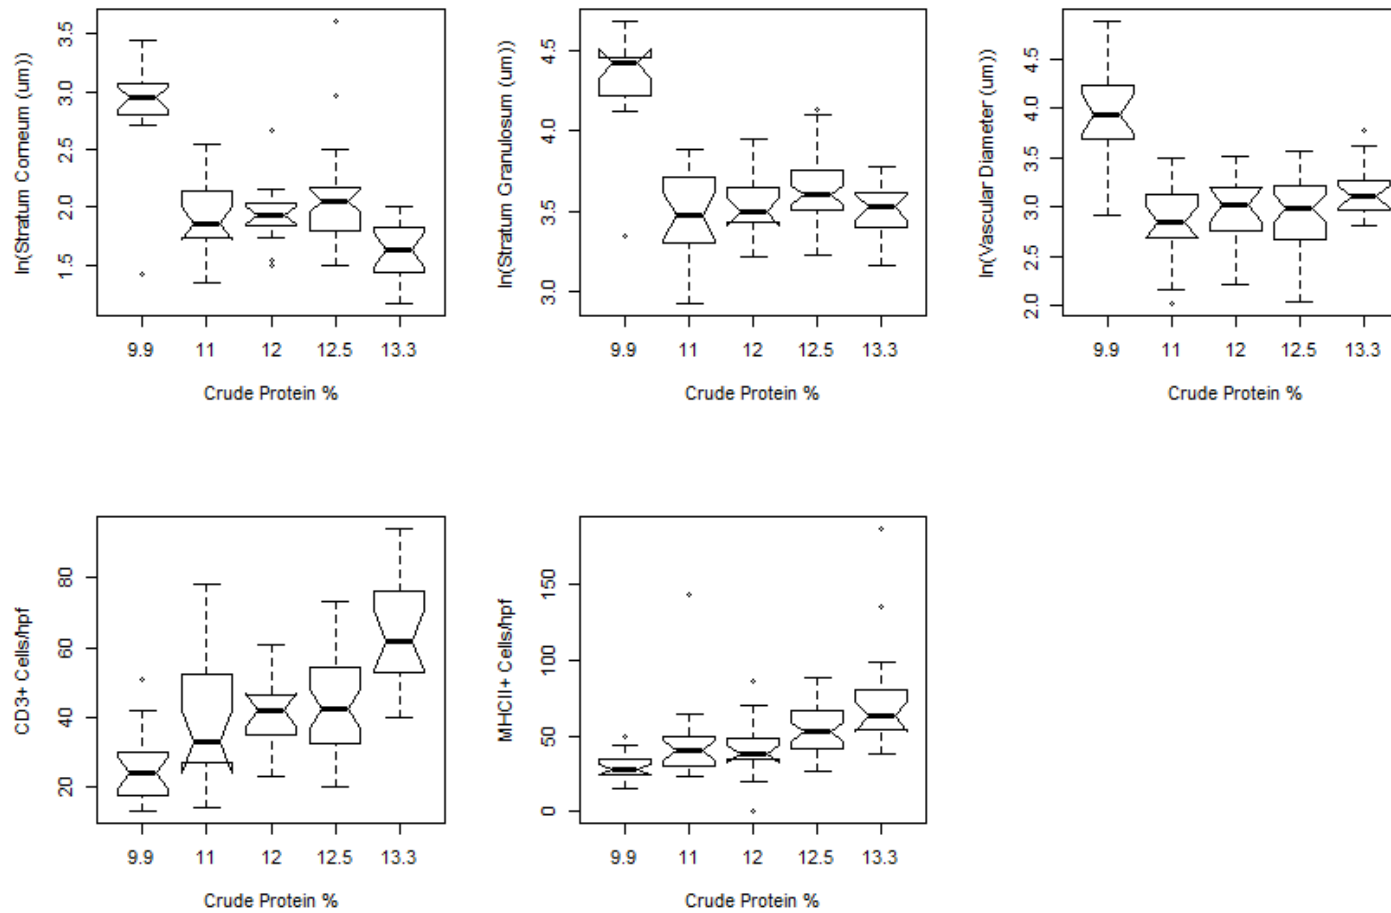 ln(Stratum Corneum (um))
3.5
3.0
2.5
2.0
1.5
9.9 11 12 12.5 13.3
Crude Protein %
ln(Stratum Granulosum (um))
4.5
4.0
3.5
3.0
9.9 11 12 12.5 13.3
Crude Protein %
ln(Vascular Diameter (um))
4.5
4.0
3.5
3.0
2.5
2.0
9.9 11 12 12.5 13.3
Crude Protein %
CD3+ Cells/hpf
80
60
40
20
9.9 11 12 12.5 13.3
Crude Protein %
MHCII+ Cells/hpf
150
100
50
0
9.9 11 12 12.5 13.3
Crude Protein %